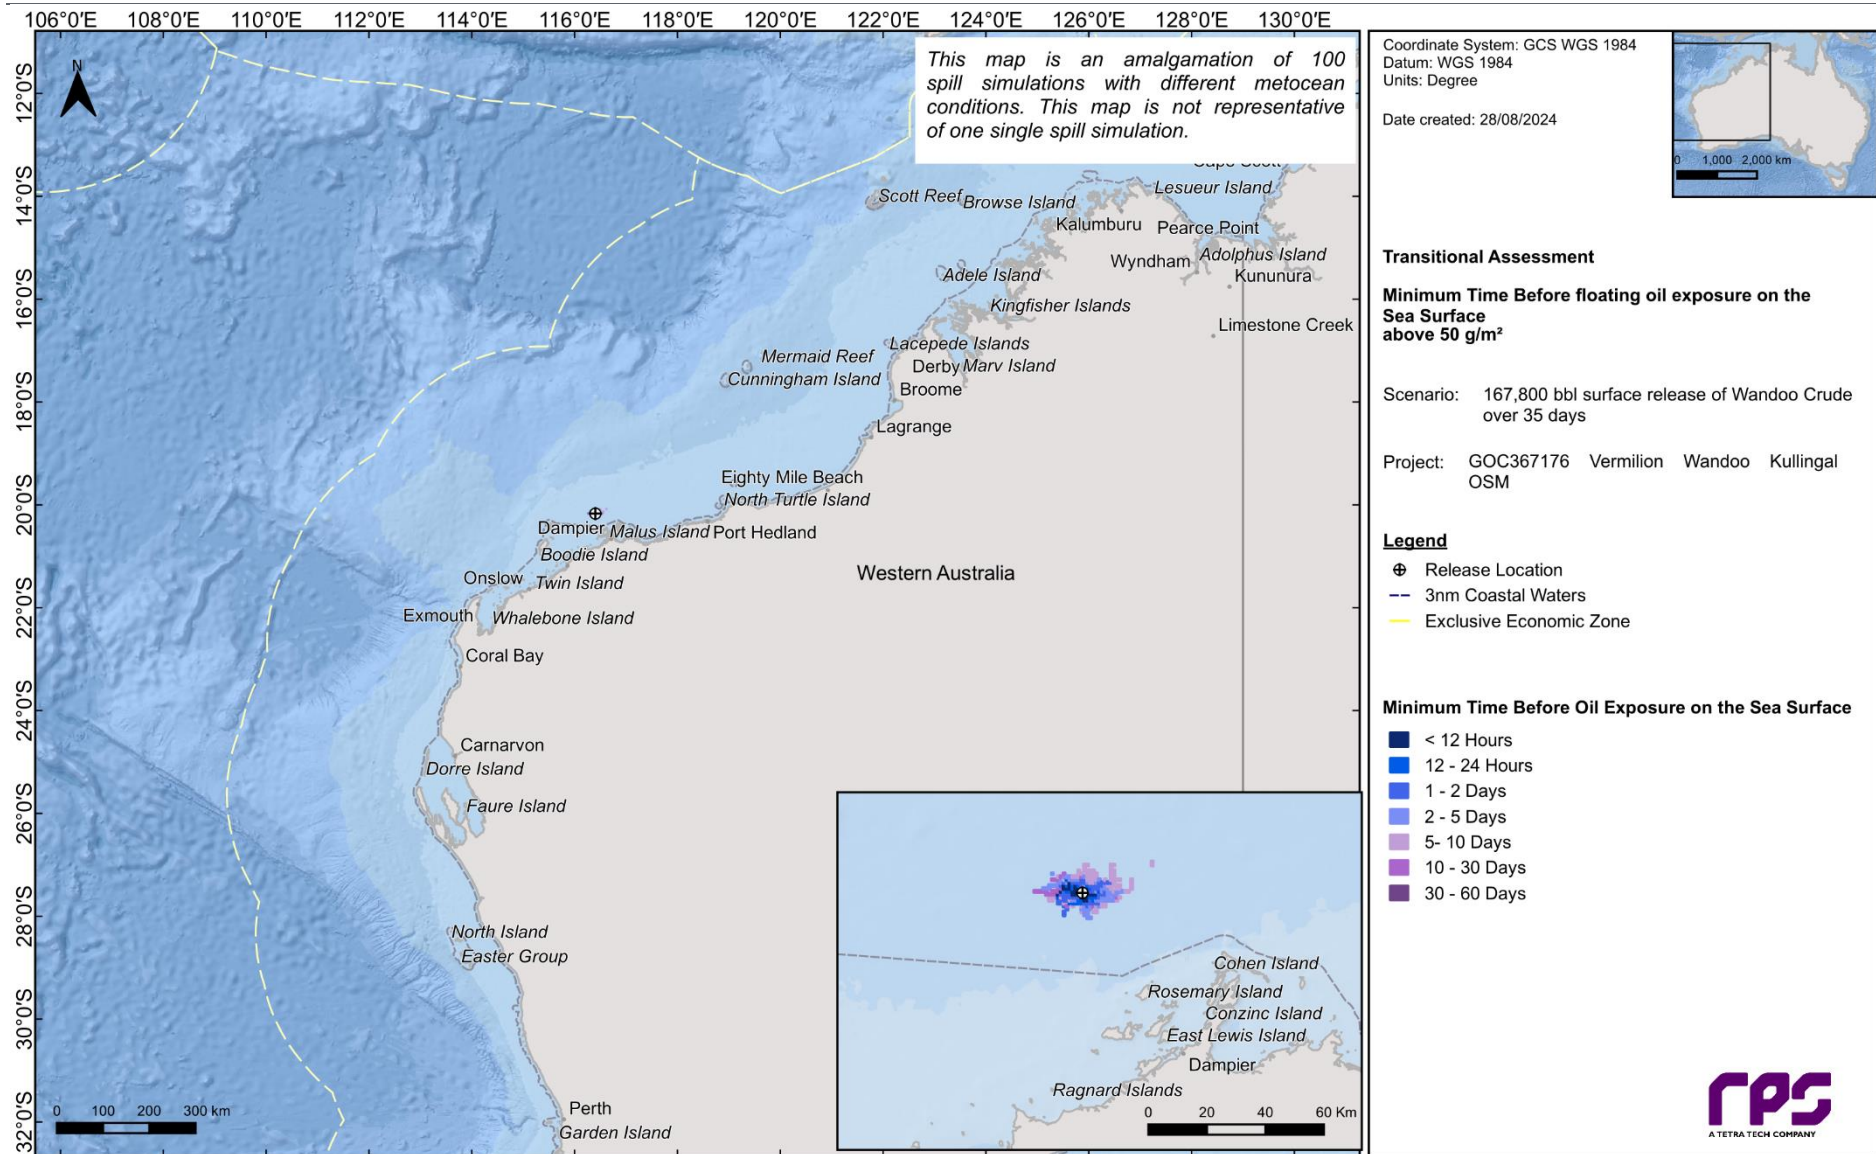 106°0'E 108°0'E 110°0'E 112°0'E 114°0'E 116°0'E 118°0'E 120°0'E 122°0'E 124°0'E 126°0'E 128°0'E 130°0'E
12°0'S
14°0'S
16°0'S
18°0'S
20°0'S
22°0'S
24°0'S
26°0'S
28°0'S
30°0'S
32°0'S
N
This map is an amalgamation of 100
spill simulations with different metocean
conditions. This map is not representative
of one single spill simulation.
Scott Reef
Browse Island
Lesueur Island
Kalumburu
Pearce Point
Wyndham
Adolphus Island
Kununura
Adele Island
Kingfisher Islands
Limestone Creek
Lacepede Islands
Mermaid Reef
Derby
Mary Island
Cunningham Island
Broome
Lagrange
Eighty Mile Beach
North Turtle Island
Dampier
Malus Island
Port Hedland
Boodie Island
Western Australia
Onslow
Twin Island
Exmouth
Whalebone Island
Coral Bay
Carnarvon
Dorre Island
Faure Island
North Island
Easter Group
Perth
Garden Island
0 100 200 300 km
Cohen Island
Rosemary Island
Conzinc Island
East Lewis Island
Dampier
Ragnard Islands
0 20 40 60 Km
Coordinate System: GCS WGS 1984
Datum: WGS 1984
Units: Degree
Date created: 28/08/2024
0 1,000 2,000 km
Transitional Assessment
Minimum Time Before floating oil exposure on the
Sea Surface
above 50 g/m²
Scenario: 167,800 bbl surface release of Wandoo Crude
over 35 days
Project: GOC367176 Vermilion Wandoo Kullingal
OSM
Legend
Release Location
3nm Coastal Waters
Exclusive Economic Zone
Minimum Time Before Oil Exposure on the Sea Surface
< 12 Hours
12 - 24 Hours
1 - 2 Days
2 - 5 Days
5- 10 Days
10 - 30 Days
30 - 60 Days
rps
A TETRA TECH COMPANY